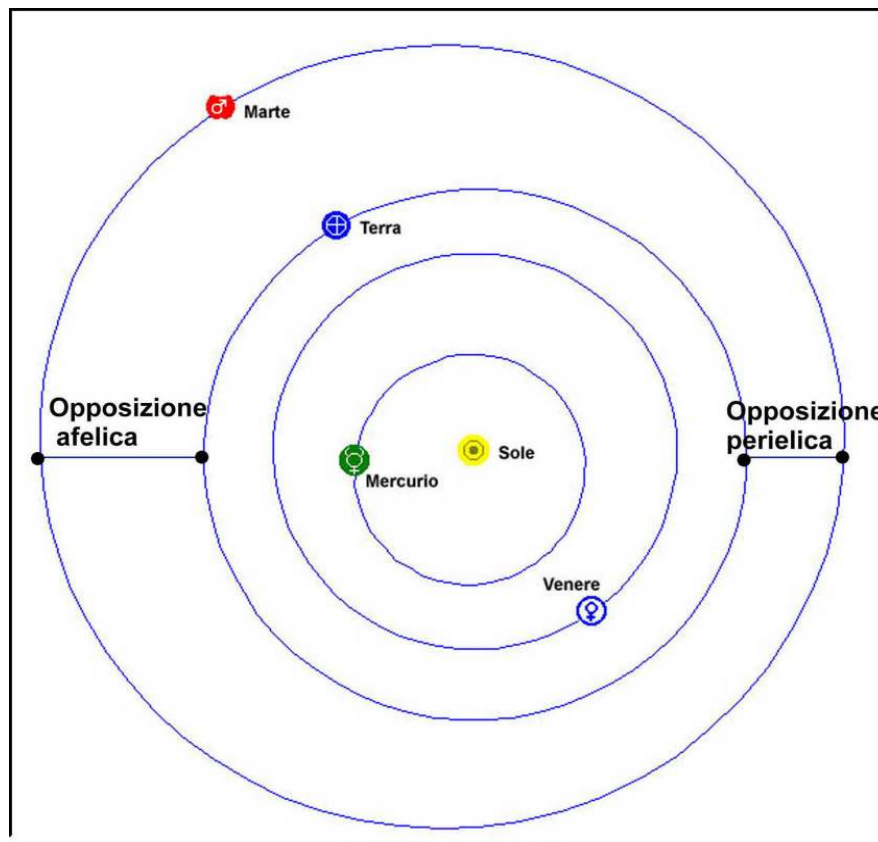 Marte
Terra
Opposizione
afelica
Opposizione
perielica
Sole
Mercurio
Venere